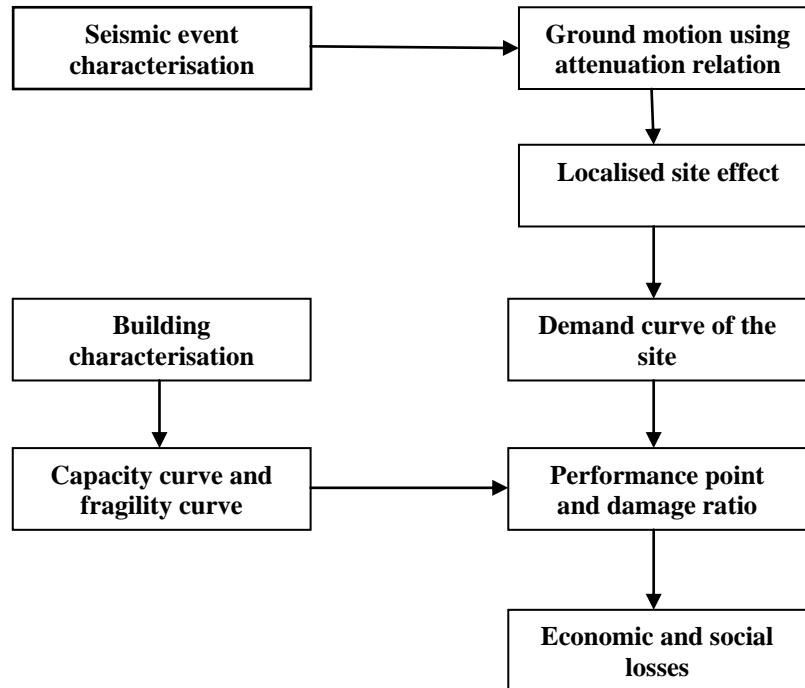 Seismic event
characterisation
Ground motion using
attenuation relation
Localised site effect
Building
characterisation
Demand curve of the
site
Capacity curve and
fragility curve
Performance point
and damage ratio
Economic and social
losses